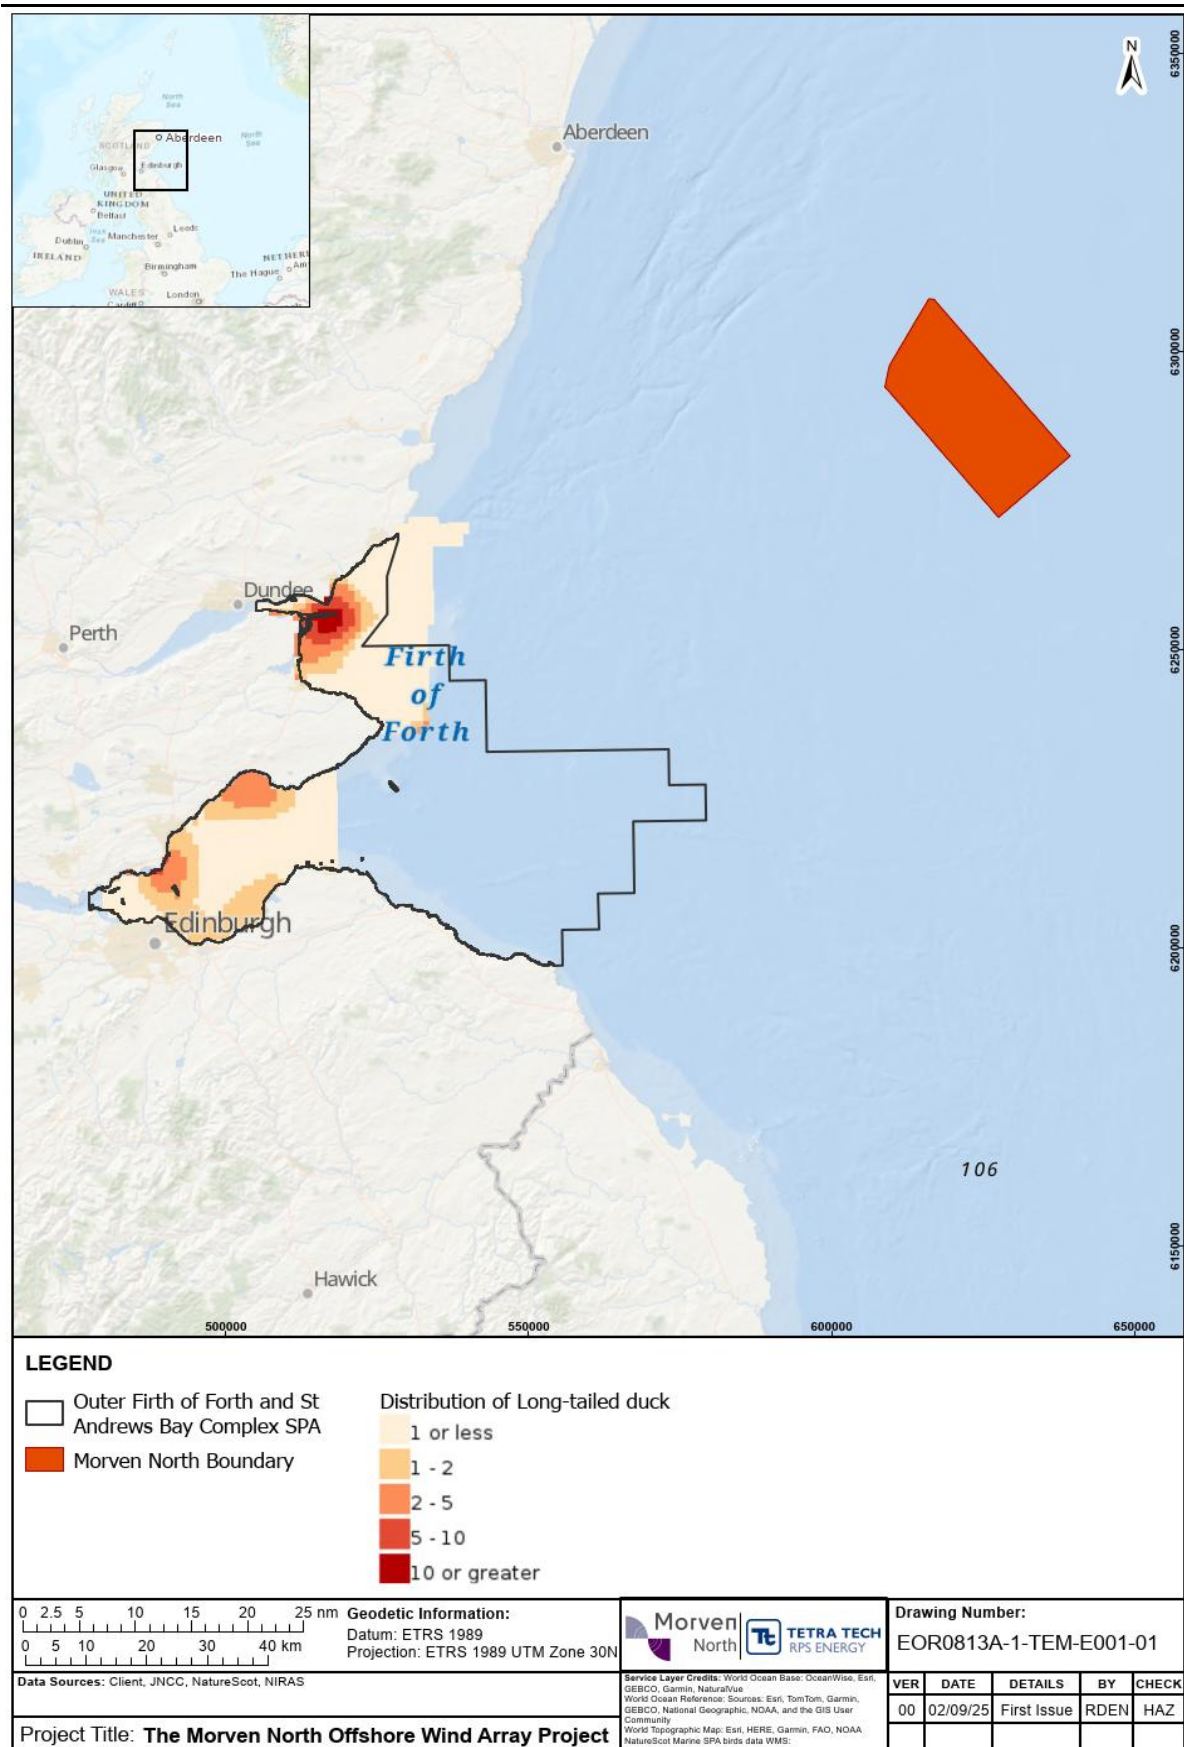 North
Sea
Aberdeen
North
Sea
SCOTLAND
Glasgow
Edinburgh
UNITED
KINGDOM
Belfast
Irish
Sea
Leeds
Dublin
Manchester
IRELAND
NETHERL
Am
Birmingham
The Hague
WALES
London
Cardiff
N
6350000
Aberdeen
6300000
Dundee
Perth
6250000
Firth
of
Forth
Edinburgh
6200000
106
6150000
Hawick
500000 550000 600000 650000
LEGEND
Outer Firth of Forth and St
Andrews Bay Complex SPA
Morven North Boundary
Distribution of Long-tailed duck
1 or less
1 - 2
2 - 5
5 - 10
10 or greater
0 2.5 5 10 15 20 25 nm
0 5 10 20 30 40 km
Geodetic Information:
Datum: ETRS 1989
Projection: ETRS 1989 UTM Zone 30N
Morven
North
Tt
TETRA TECH
RPS ENERGY
Drawing Number:
EOR0813A-1-TEM-E001-01
Data Sources: Client, JNCC, NatureScot, NIRAS
Service Layer Credits: World Ocean Base: OceanWise, Esri,
GEBCO, Garmin, NaturalVue
World Ocean Reference: Sources: Esri, TomTom, Garmin,
GEBCO, National Geographic, NOAA, and the GIS User
Community
World Topographic Map: Esri, HERE, Garmin, FAO, NOAA
NatureScot Marine SPA birds data WMS:
VER DATE DETAILS BY CHECK
00 02/09/25 First Issue RDEN HAZ
Project Title: The Morven North Offshore Wind Array Project